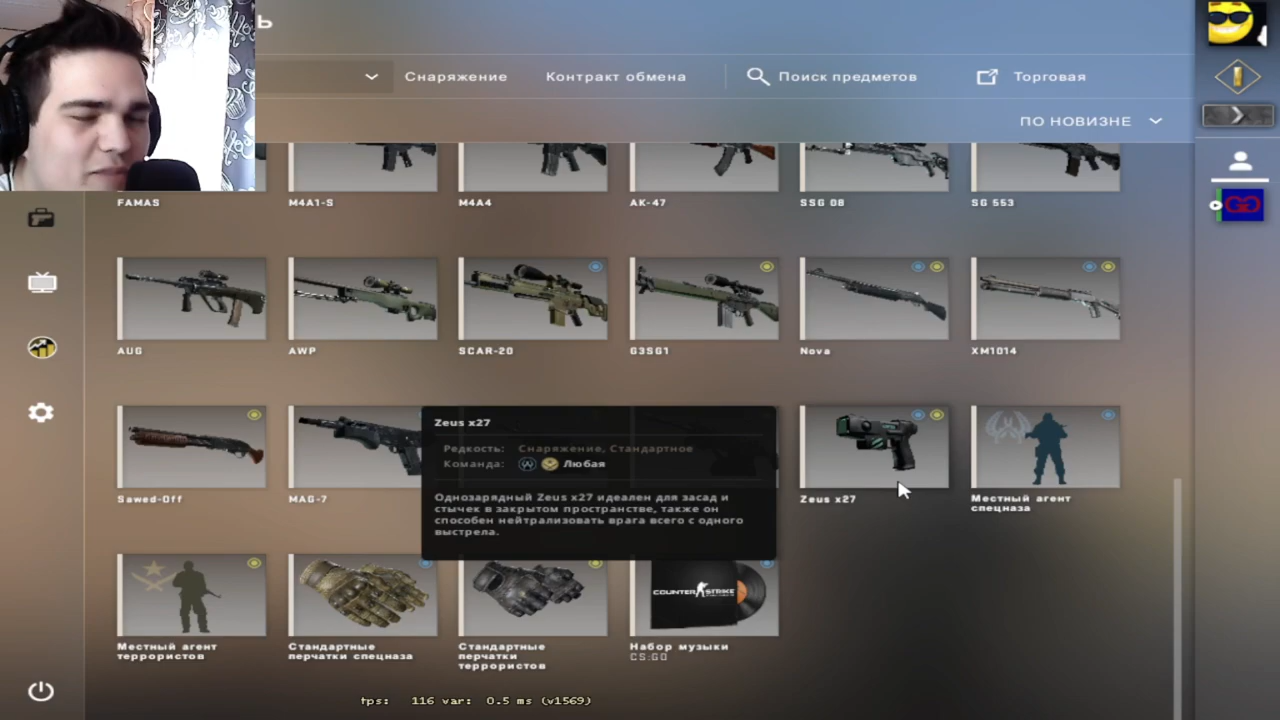 ь
Снаряжение
Контракт обмена
Поиск предметов
Торговая
ПО НОВИЗНЕ
FAMAS
M4A1-S
M4A4
AK-47
SSG 08
SG 553
AUG
AWP
SCAR-20
G3SG1
Nova
XM1014
Sawed-Off
MAG-7
Zeus x27
Редкость: Снаряжение, Стандартное
Команда: Любая
Однозарядный Zeus x27 идеален для засад и
стычек в закрытом пространстве, также он
способен нейтрализовать врага всего с одного
выстрела.
Zeus x27
Местный агент
спецназа
Местный агент
террористов
Стандартные
перчатки спецназа
Стандартные
перчатки
террористов
COUNTER STRIKE
Набор музыки
CS:GO
fps: 116 var: 0.5 ms (v1569)